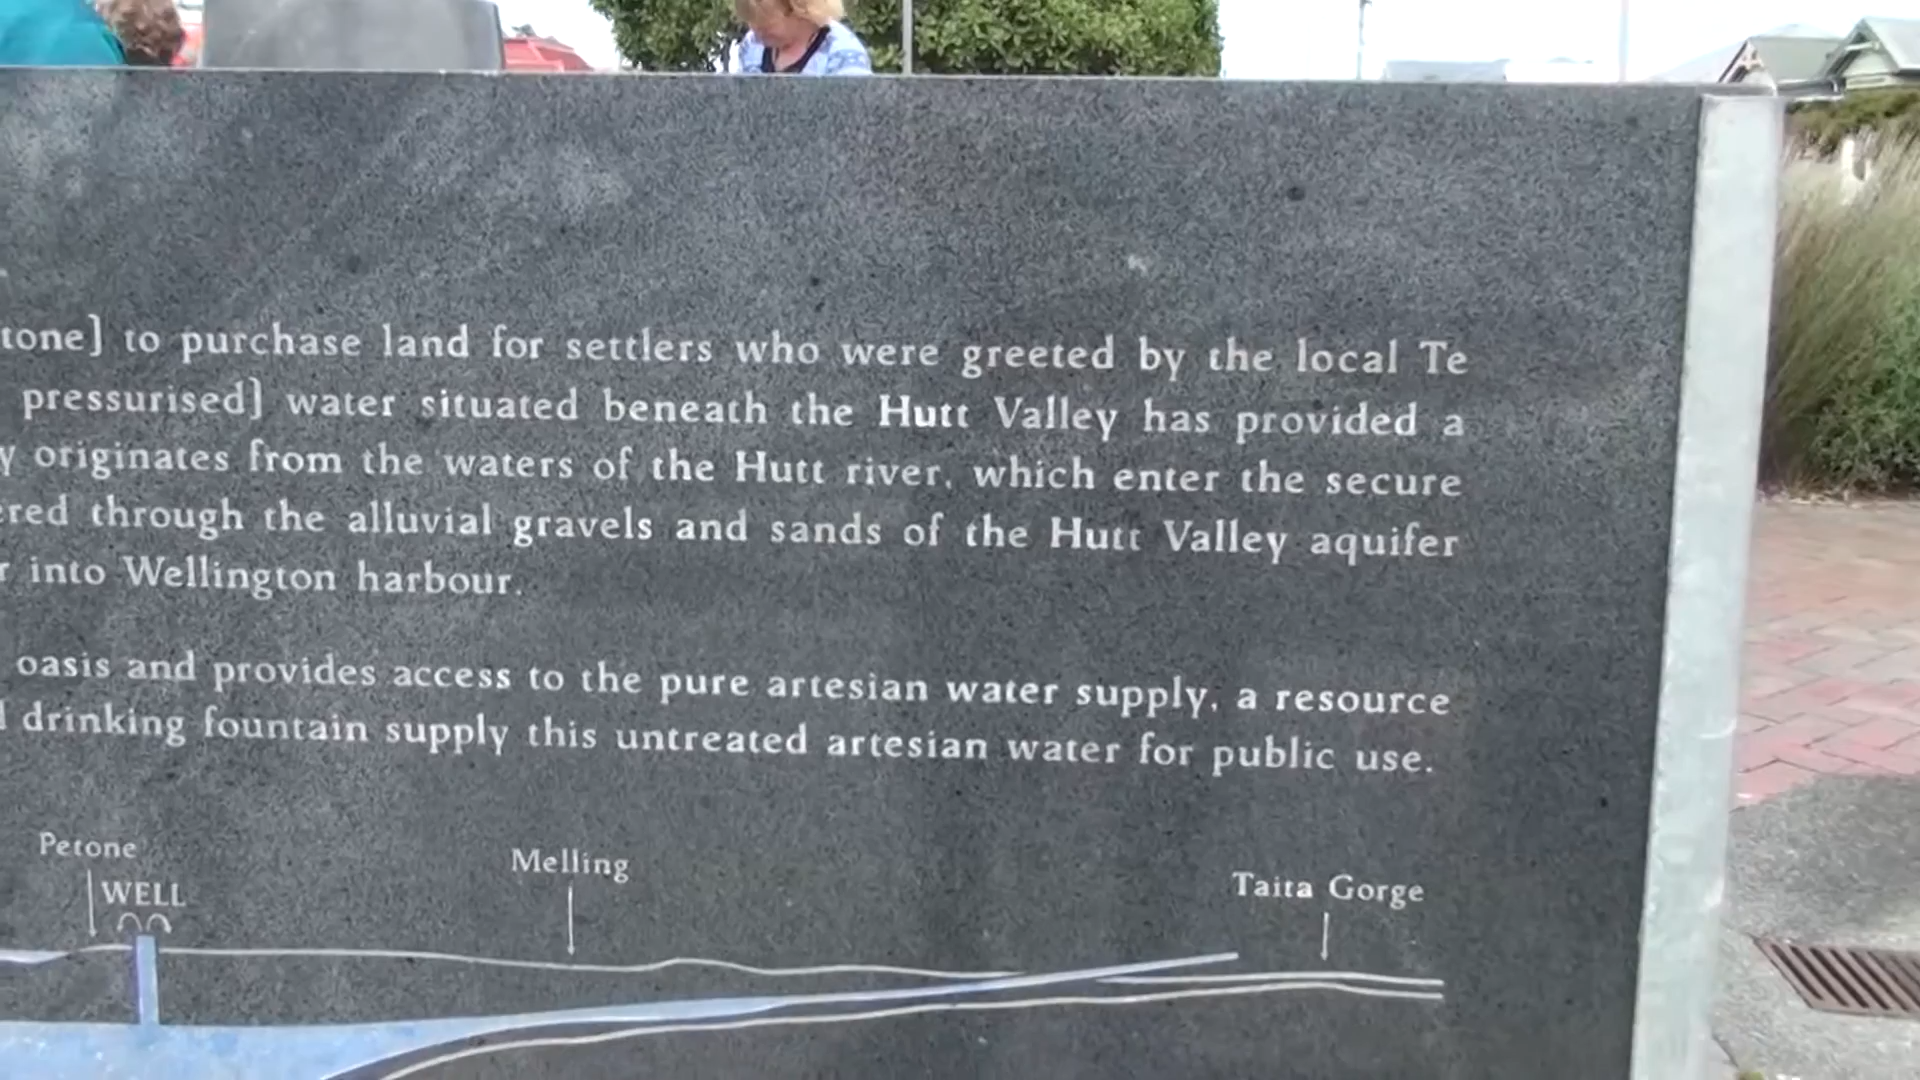 tone] to purchase land for settlers who were greeted by the local Te
pressurised] water situated beneath the Hutt Valley has provided a
y originates from the waters of the Hutt river, which enter the secure
ered through the alluvial gravels and sands of the Hutt Valley aquifer
r into Wellington harbour.
oasis and provides access to the pure artesian water supply, a resource
drinking fountain supply this untreated artesian water for public use.
Petone
WELL
Melling
Taita Gorge